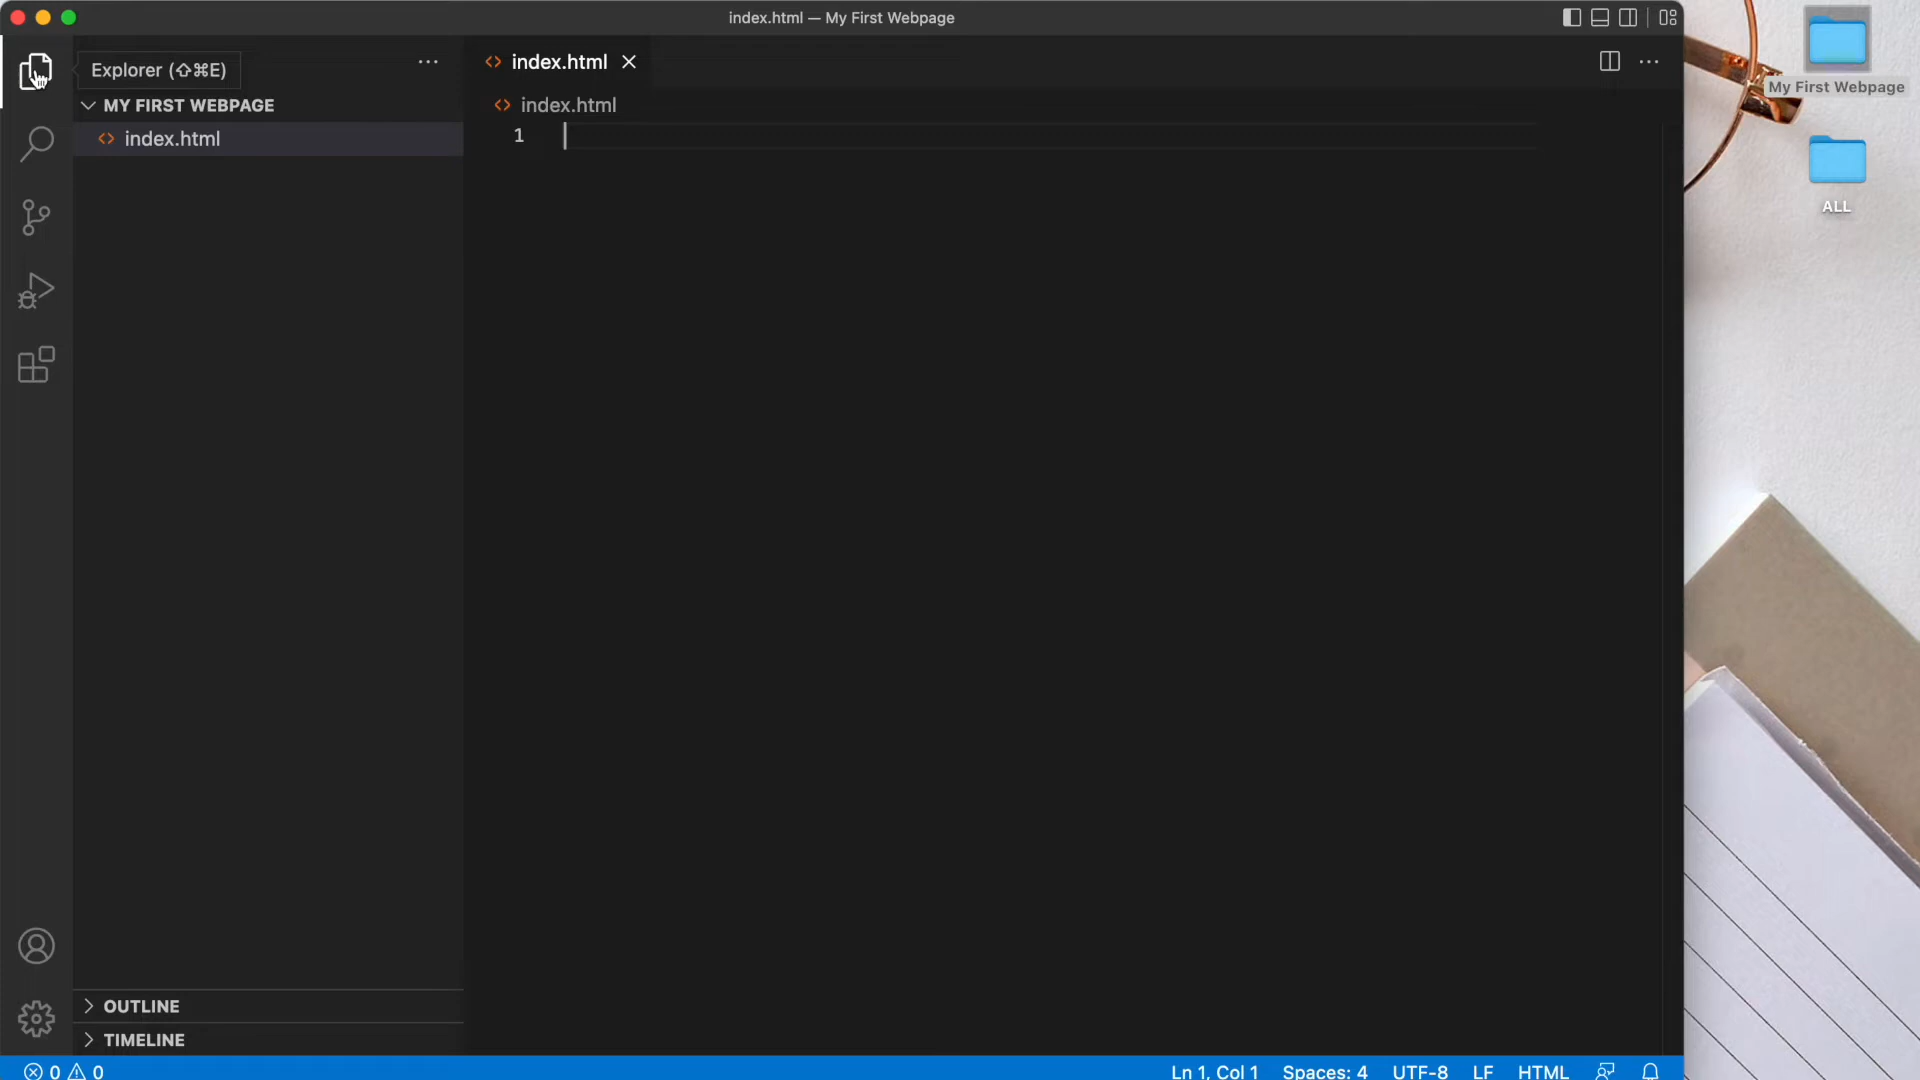 index.html — My First Webpage
Explorer (⇧⌘E)
MY FIRST WEBPAGE
index.html
index.html
index.html
1
OUTLINE
TIMELINE
0 0
Ln 1, Col 1 Spaces: 4 UTF-8 LF HTML
My First Webpage
ALL